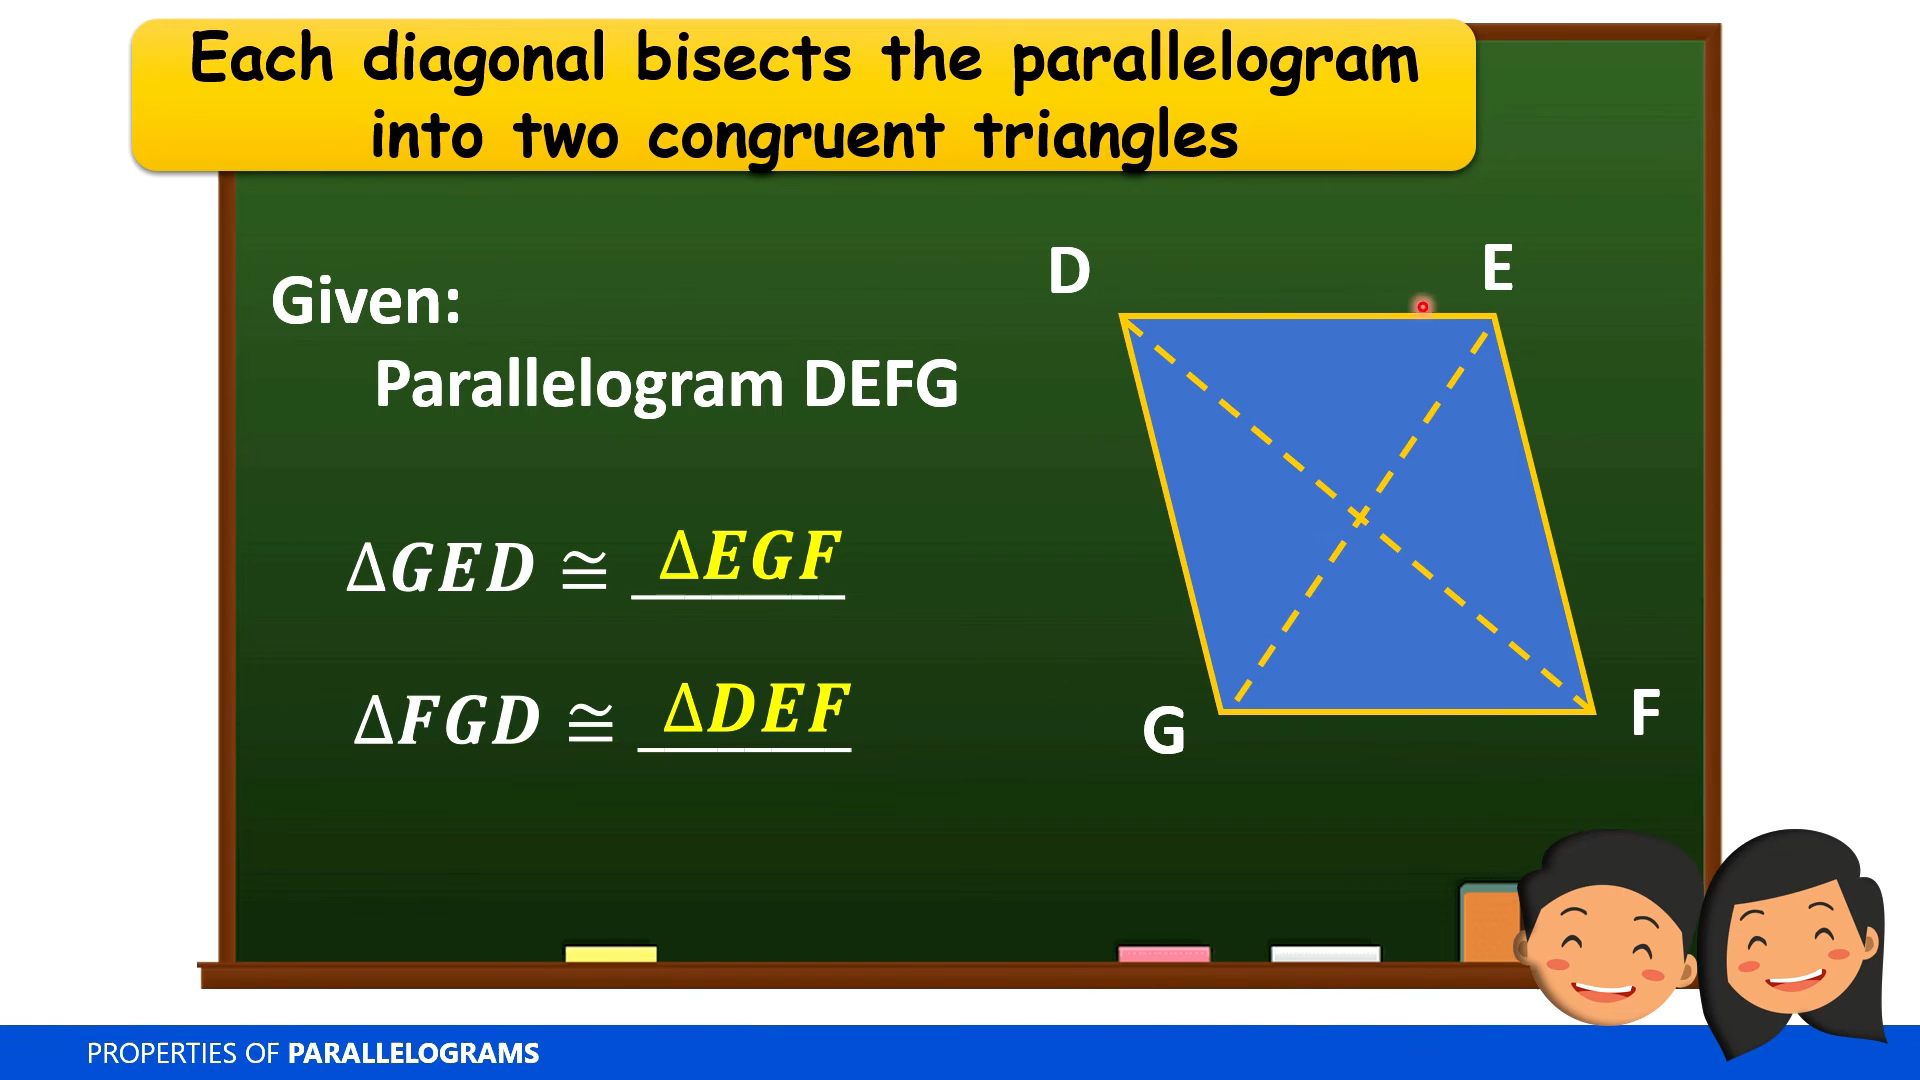 Each diagonal bisects the parallelogram
into two congruent triangles
Given:
Parallelogram DEFG
ΔGED ≅ ΔEGF
ΔFGD ≅ ΔDEF
D
E
G
F
PROPERTIES OF PARALLELOGRAMS